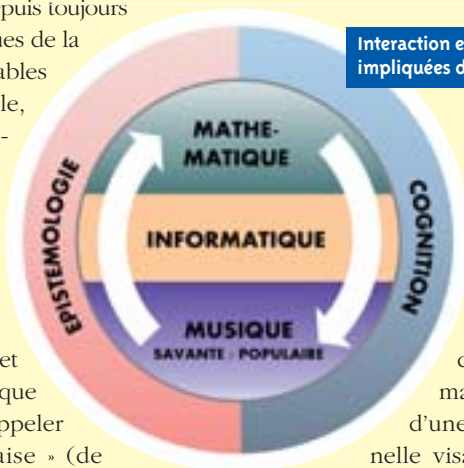 puis toujours
ues de la
ables
le,
-
et
que
ppeler
aise » (de
Interaction e
impliquées d
ÉPISTEMOLOGIE
MATHE-
MATIQUE
INFORMATIQUE
MUSIQUE
SAVANTE - POPULAIRE
COGNITION
ma
d'une
nelle visa